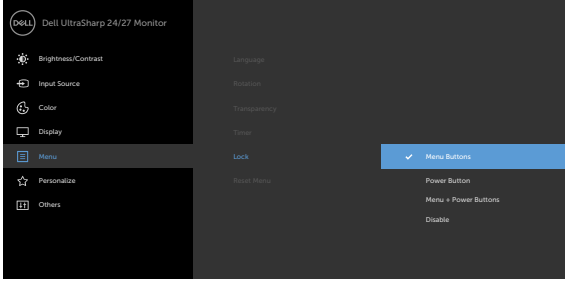 DELL
Dell UltraSharp 24/27 Monitor
Brightness/Contrast
Input Source
Color
Display
Menu
Personalize
Others
Language
Rotation
Transparency
Timer
Lock
Reset Menu
Menu Buttons
Power Button
Menu + Power Buttons
Disable